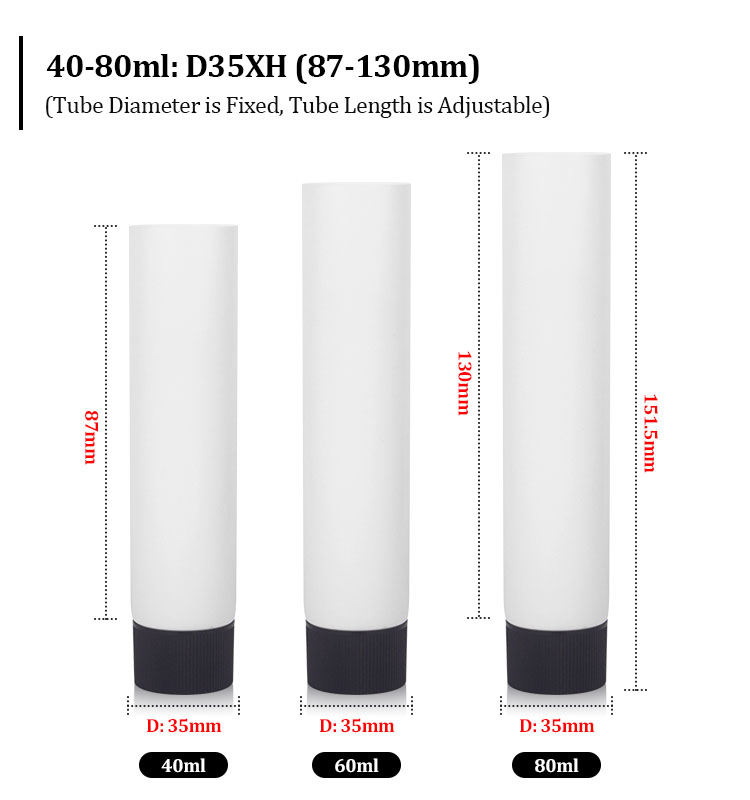 40-80ml: D35XH (87-130mm)
(Tube Diameter is Fixed, Tube Length is Adjustable)
87mm
130mm
151.5mm
D: 35mm
D: 35mm
D: 35mm
40ml
60ml
80ml